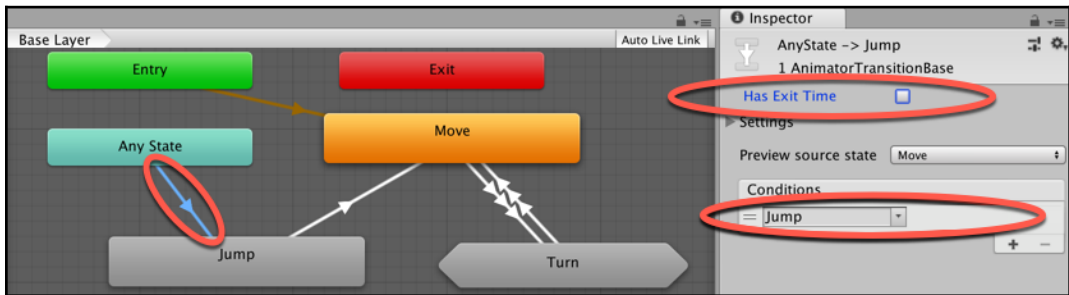 Base Layer
Auto Live Link
Entry
Exit
Any State
Move
Jump
Turn
Inspector
AnyState -> Jump
1 AnimatorTransitionBase
Has Exit Time
Settings
Preview source state Move
Conditions
Jump
+ −